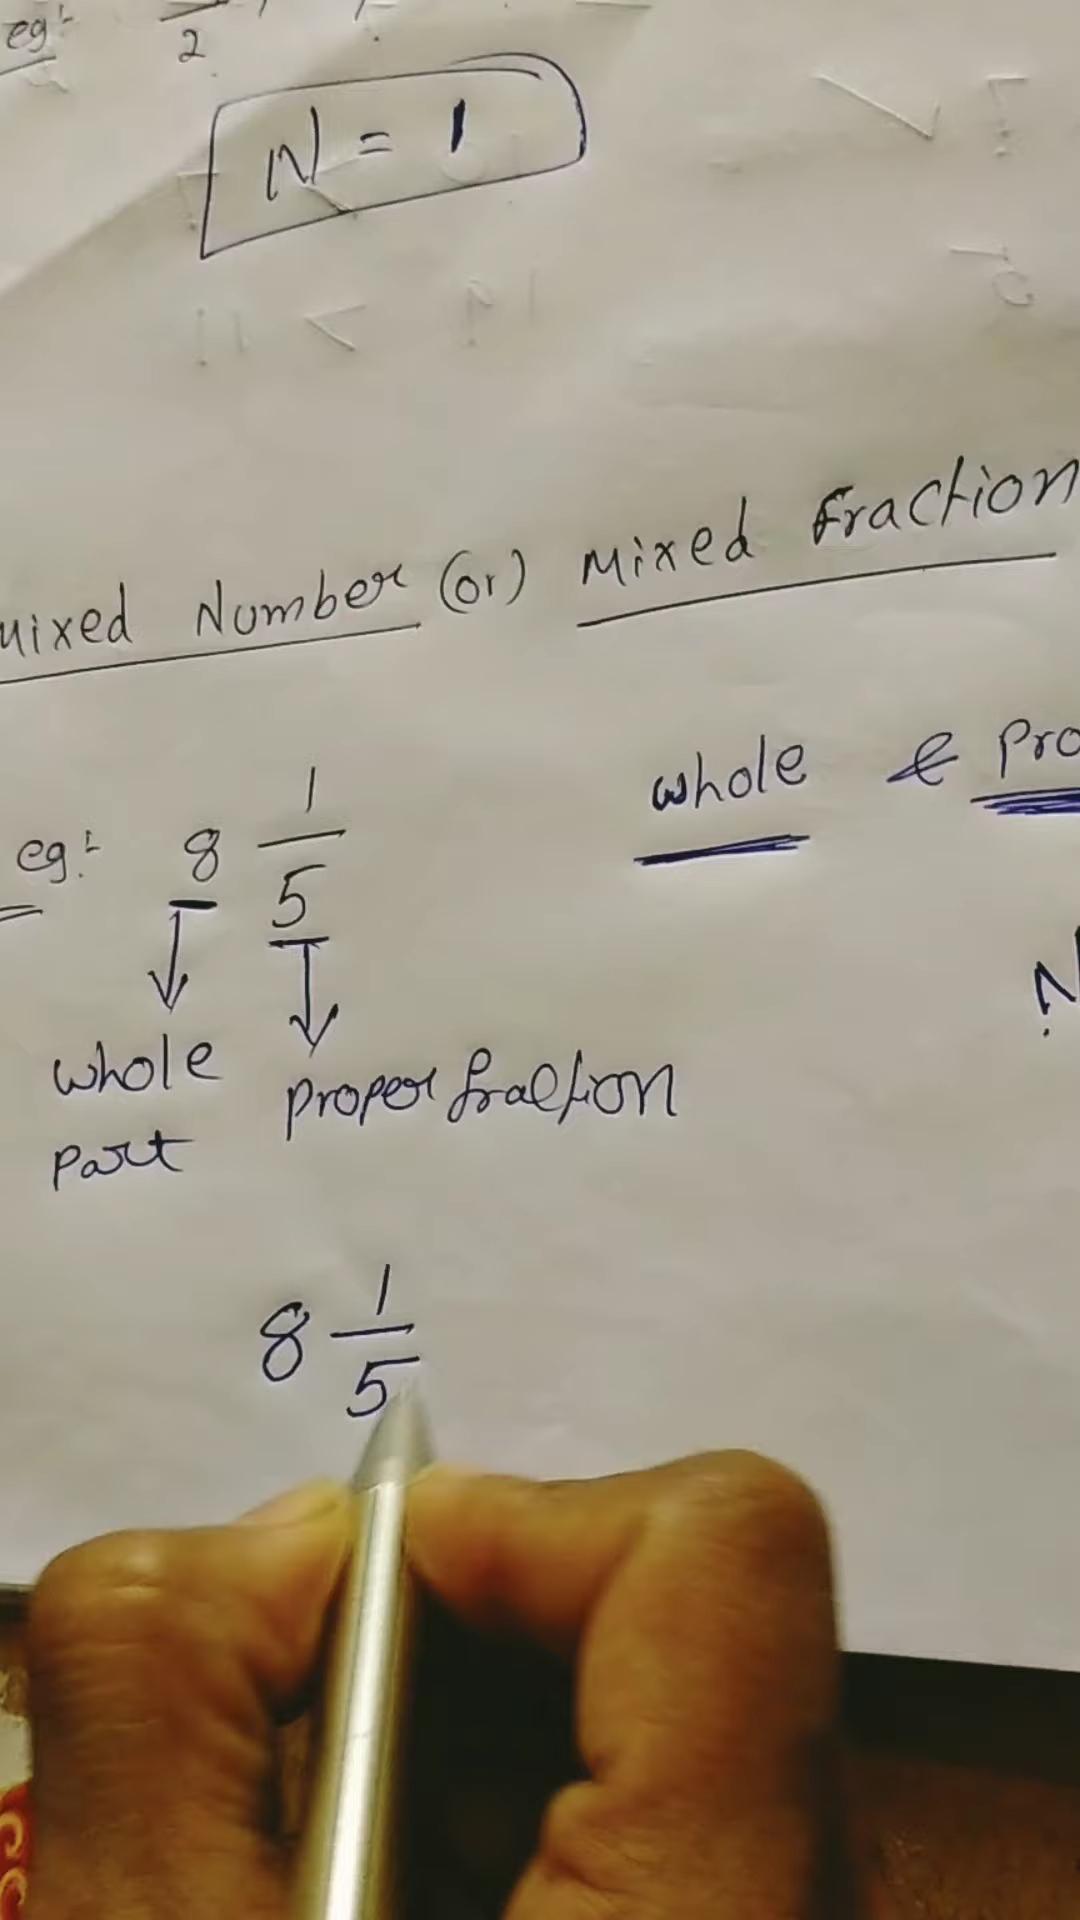 eg:-
2
N = 1
Mixed Number (or) Mixed Fraction
whole & Pro
eg:- 8 1/5
N
whole
part
proper fraction
8 1/5